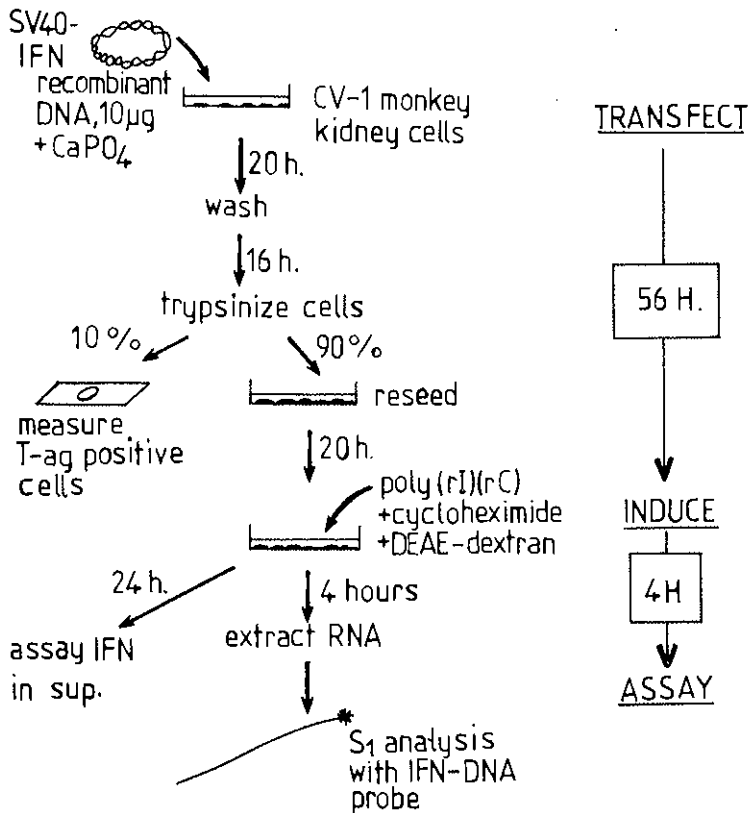 SV40-
IFN
recombinant
DNA, 10µg
+CaPO4
CV-1 monkey
kidney cells
20 h.
wash
16 h.
trypsinize cells
10%
90%
measure
T-ag positive
cells
reseed
20h.
poly (rI)(rC)
+cycloheximide
+DEAE-dextran
24 h.
4 hours
assay IFN
in sup.
extract RNA
S1 analysis
with IFN-DNA
probe
TRANSFECT
56 H.
INDUCE
4H
ASSAY